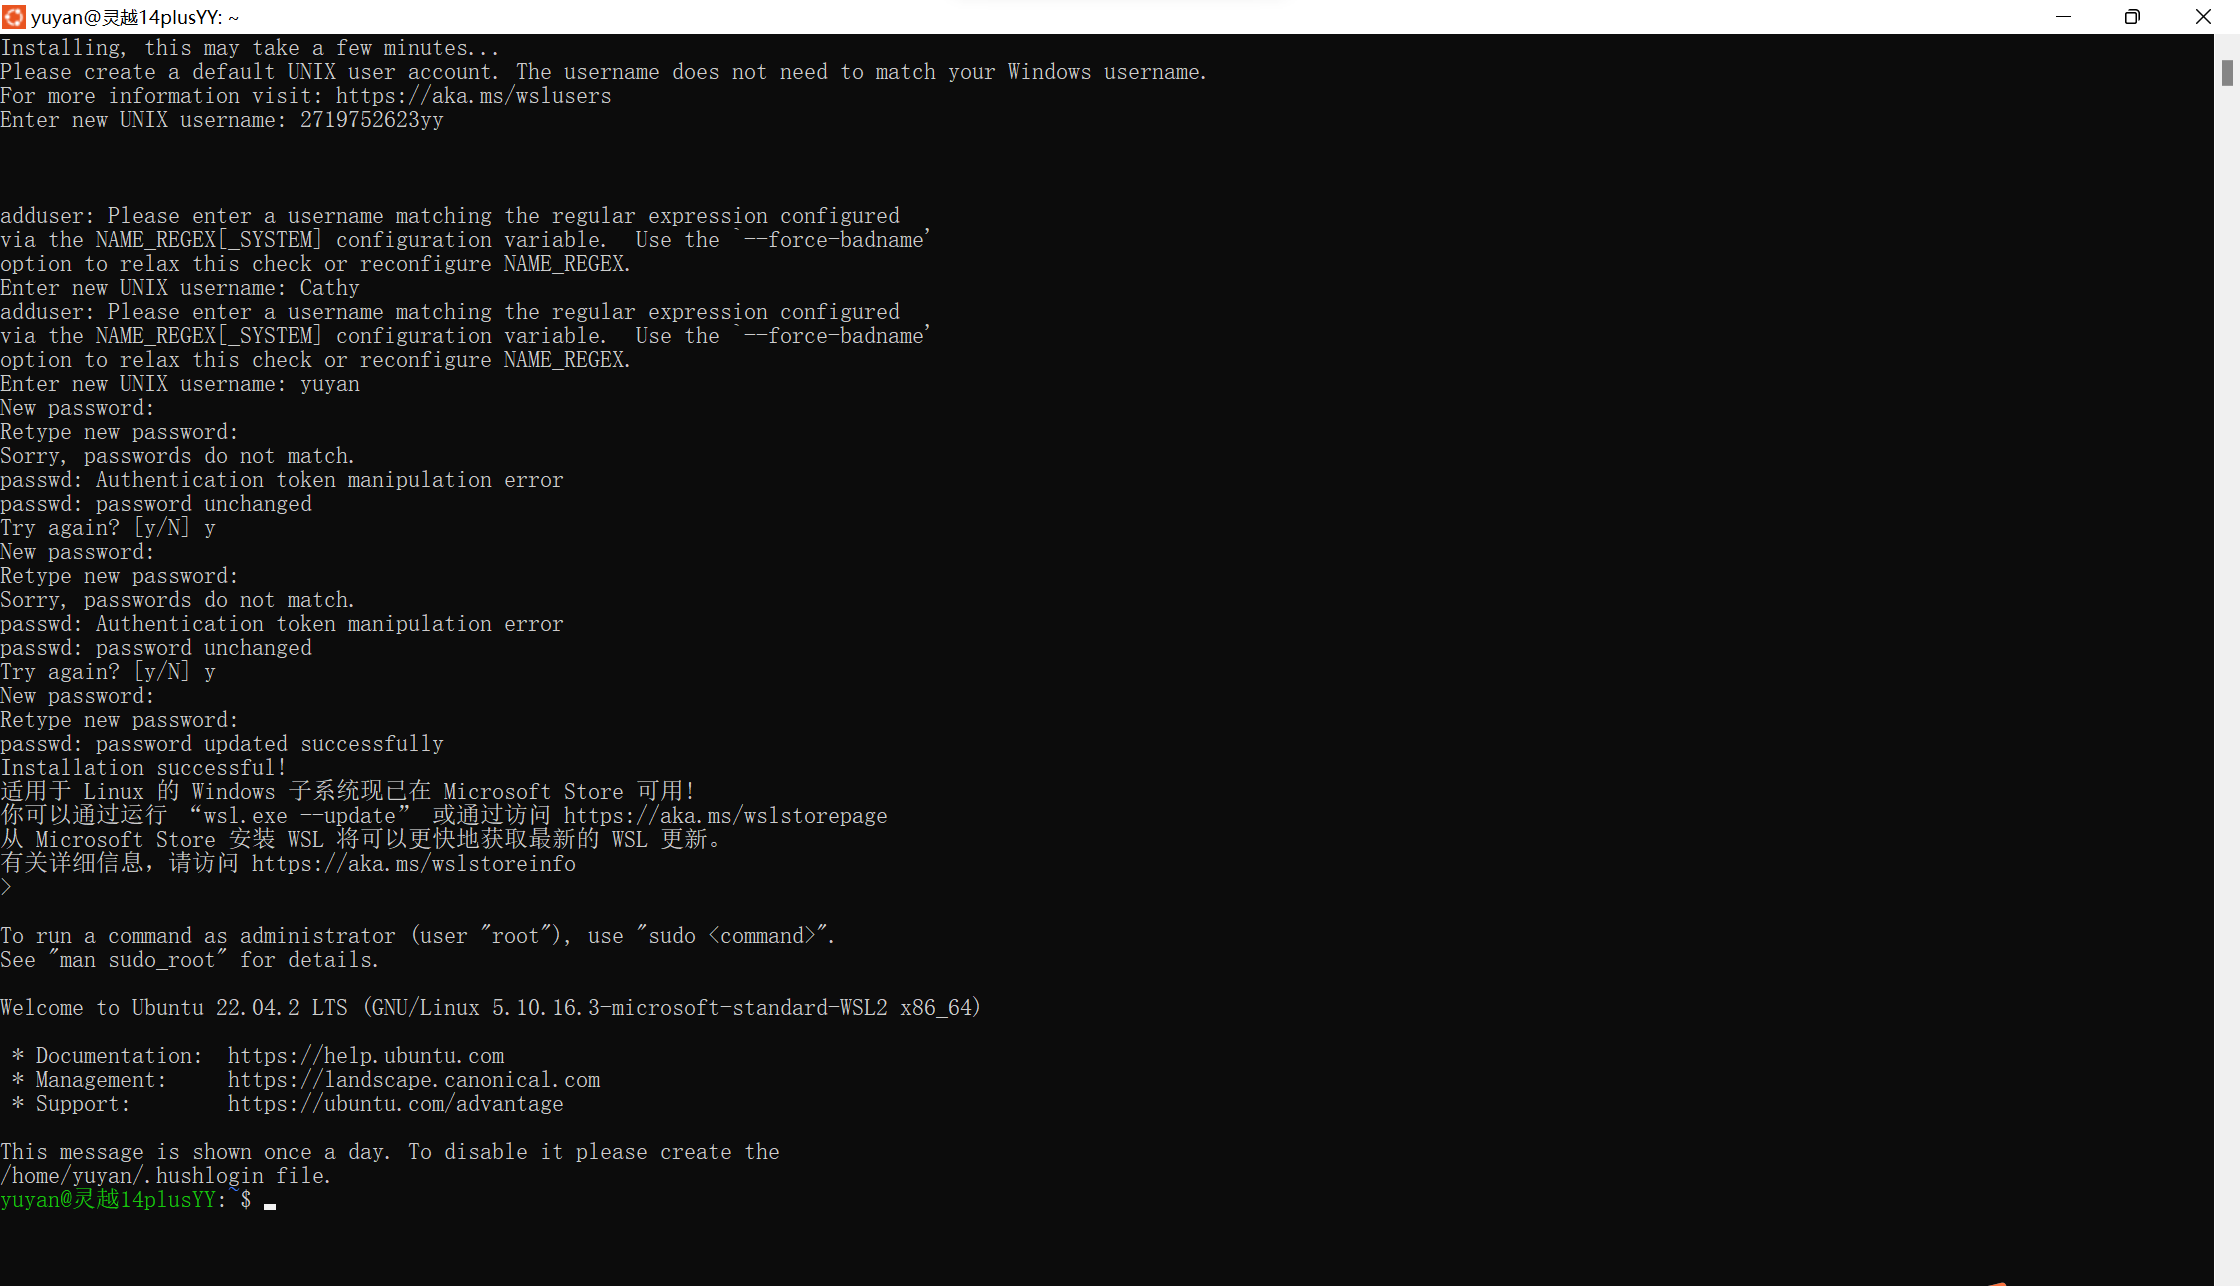 yuyan@灵越14plusYY: ~
Installing, this may take a few minutes...
Please create a default UNIX user account. The username does not need to match your Windows username.
For more information visit: https://aka.ms/wslusers
Enter new UNIX username: 2719752623yy
adduser: Please enter a username matching the regular expression configured
via the NAME_REGEX[_SYSTEM] configuration variable.  Use the `--force-badname'
option to relax this check or reconfigure NAME_REGEX.
Enter new UNIX username: Cathy
adduser: Please enter a username matching the regular expression configured
via the NAME_REGEX[_SYSTEM] configuration variable.  Use the `--force-badname'
option to relax this check or reconfigure NAME_REGEX.
Enter new UNIX username: yuyan
New password:
Retype new password:
Sorry, passwords do not match.
passwd: Authentication token manipulation error
passwd: password unchanged
Try again? [y/N] y
New password:
Retype new password:
Sorry, passwords do not match.
passwd: Authentication token manipulation error
passwd: password unchanged
Try again? [y/N] y
New password:
Retype new password:
passwd: password updated successfully
Installation successful!
适用于 Linux 的 Windows 子系统现已在 Microsoft Store 可用!
你可以通过运行 “wsl.exe --update” 或通过访问 https://aka.ms/wslstorepage
从 Microsoft Store 安装 WSL 将可以更快地获取最新的 WSL 更新。
有关详细信息，请访问 https://aka.ms/wslstoreinfo
>
To run a command as administrator (user "root"), use "sudo <command>".
See "man sudo_root" for details.
Welcome to Ubuntu 22.04.2 LTS (GNU/Linux 5.10.16.3-microsoft-standard-WSL2 x86_64)
* Documentation:  https://help.ubuntu.com
* Management:     https://landscape.canonical.com
* Support:        https://ubuntu.com/advantage
This message is shown once a day. To disable it please create the
/home/yuyan/.hushlogin file.
yuyan@灵越14plusYY:~$